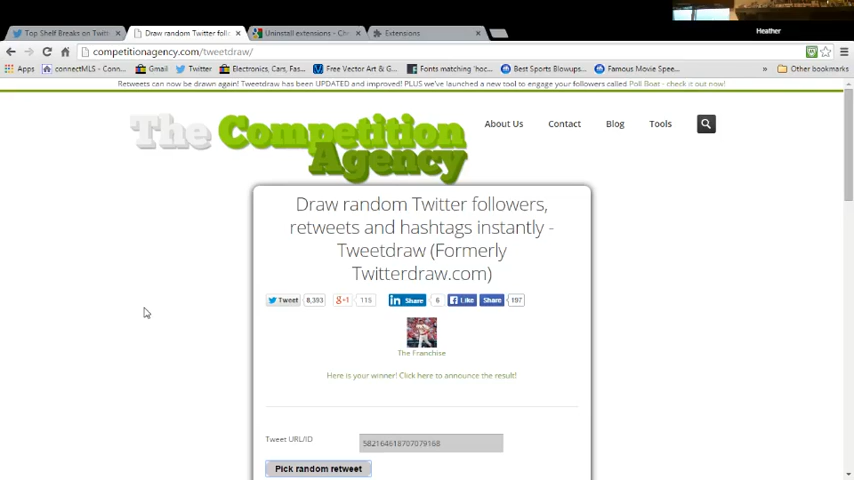 Top Shelf Breaks on Twitt
Draw random Twitter follo
Uninstall extensions - Chr
Extensions
Heather
competitionagency.com/tweetdraw/
Apps
connectMLS - Conn...
Gmail
Twitter
Electronics, Cars, Fas...
Free Vector Art & G...
Fonts matching 'hoc...
Best Sports Blowups...
Famous Movie Spee...
»
Other bookmarks
Retweets can now be drawn again! Tweetdraw has been UPDATED and improved! PLUS we've launched a new tool to engage your followers called Poll Boat - check it out now!
The Competition
Agency
About Us
Contact
Blog
Tools
Draw random Twitter followers,
retweets and hashtags instantly -
Tweetdraw (Formerly
Twitterdraw.com)
Tweet 8,393
g+1 115
in Share 6
Like
Share 197
The Franchise
Here is your winner! Click here to announce the result!
Tweet URL/ID
582164618707079168
Pick random retweet